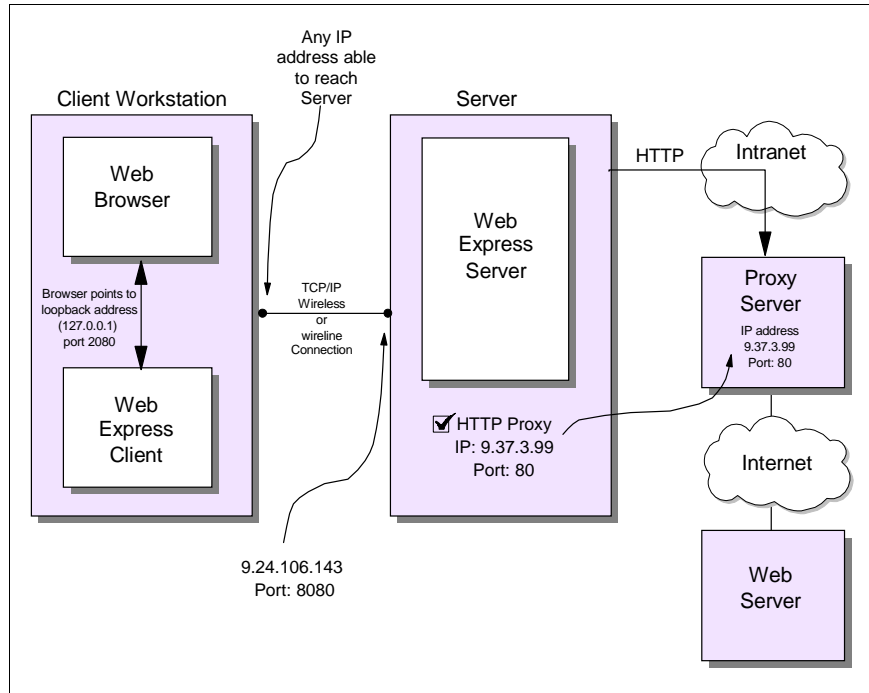 Any IP
address able
to reach
Server
Client Workstation
Server
Web
Browser
Browser points to
loopback address
(127.0.0.1)
port 2080
Web
Express
Client
TCP/IP
Wireless
or
wireline
Connection
9.24.106.143
Port: 8080
Web
Express
Server
HTTP Proxy
IP: 9.37.3.99
Port: 80
HTTP
Intranet
Proxy
Server
IP address
9.37.3.99
Port: 80
Internet
Web
Server